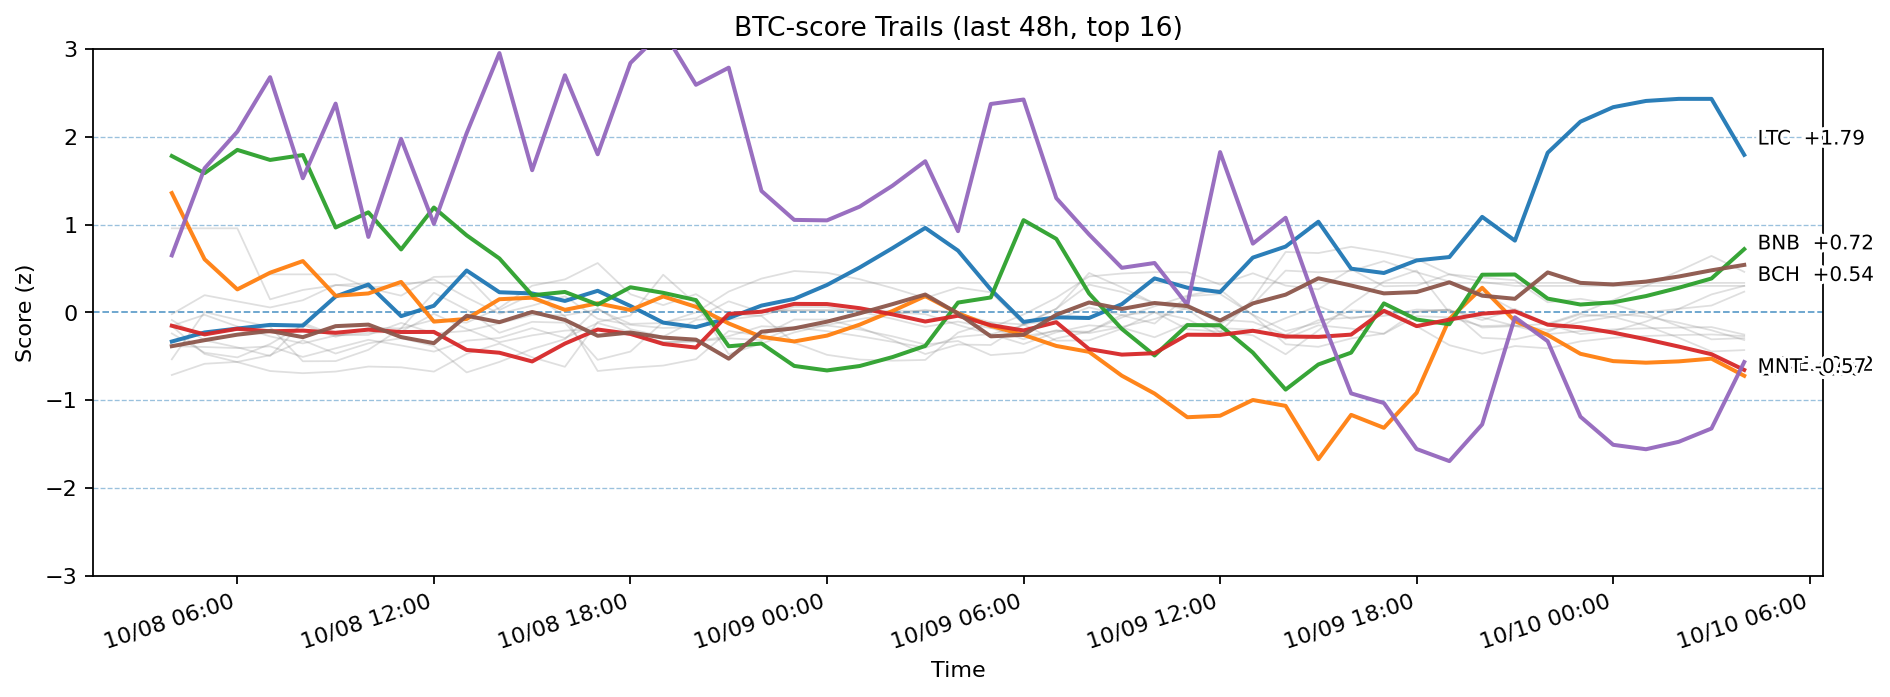 BTC-score Trails (last 48h, top 16)
Score (z)
3
2
1
0
−1
−2
−3
LTC +1.79
BNB +0.72
BCH +0.54
MNT -0.57
10/08 06:00
10/08 12:00
10/08 18:00
10/09 00:00
10/09 06:00
10/09 12:00
10/09 18:00
10/10 00:00
10/10 06:00
Time